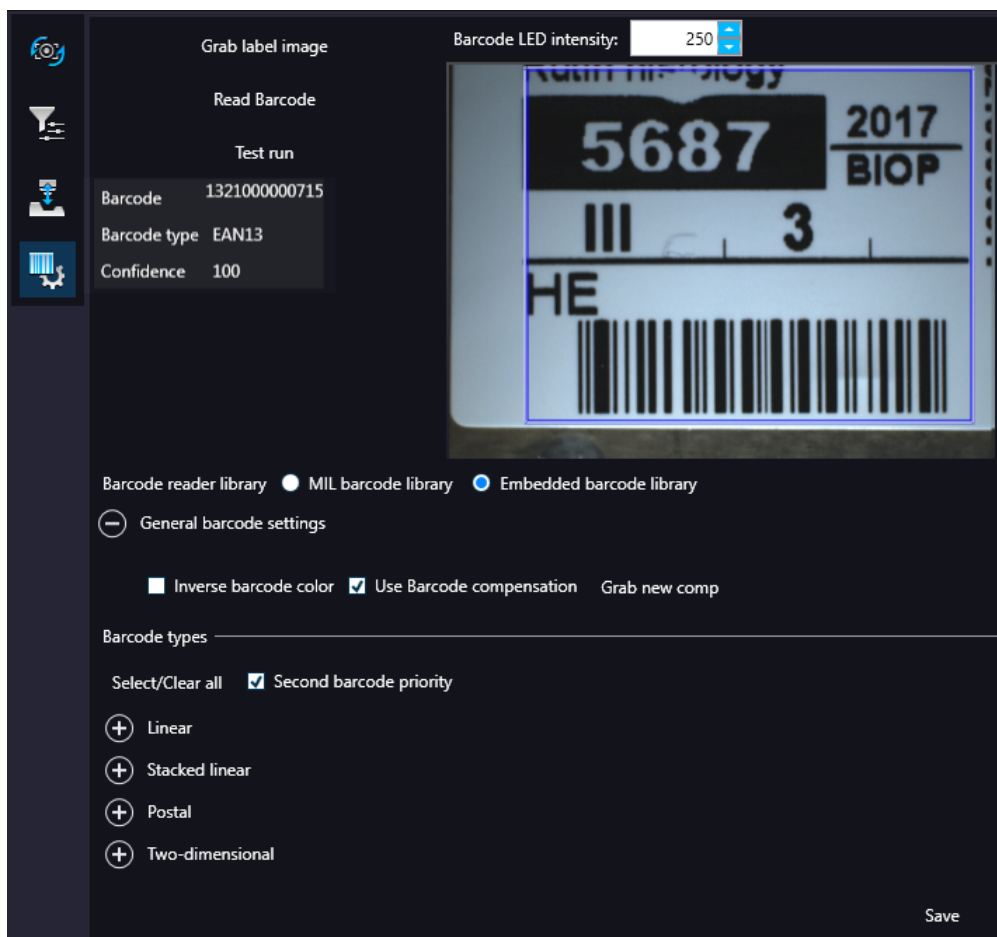 Grab label image
Barcode LED intensity: 250
Read Barcode
Test run
Barcode 1321000000715
Barcode type EAN13
Confidence 100
5687
2017
BIOP
III 3
HE
Barcode reader library MIL barcode library Embedded barcode library
General barcode settings
Inverse barcode color Use Barcode compensation Grab new comp
Barcode types
Select/Clear all Second barcode priority
Linear
Stacked linear
Postal
Two-dimensional
Save